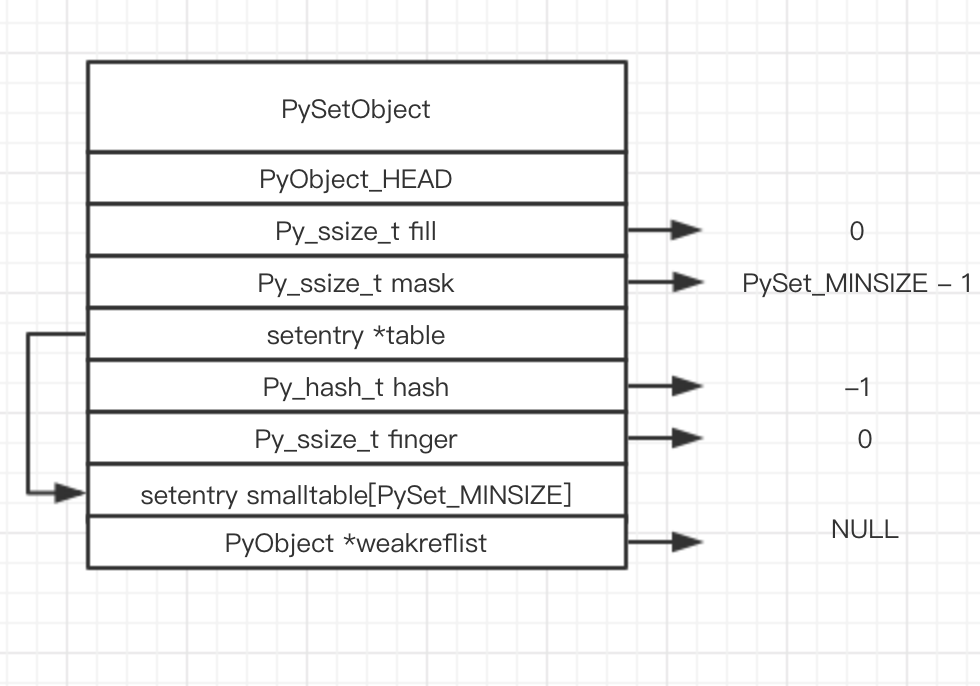 PySetObject
PyObject_HEAD
Py_ssize_t fill
0
Py_ssize_t mask
PySet_MINSIZE – 1
setentry *table
Py_hash_t hash
–1
Py_ssize_t finger
0
setentry smalltable[PySet_MINSIZE]
PyObject *weakreflist
NULL